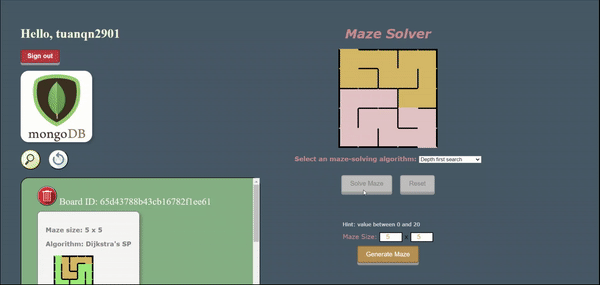 Hello, tuanqn2901
Sign out
mongoDB
Board ID: 65d43788b43cb16782f1ee61
Maze size: 5 x 5
Algorithm: Dijkstra's SP
Maze Solver
Select an maze-solving algorithm: Depth first search
Solve Maze Reset
Hint: value between 0 and 20
Maze Size: 5 x 5
Generate Maze